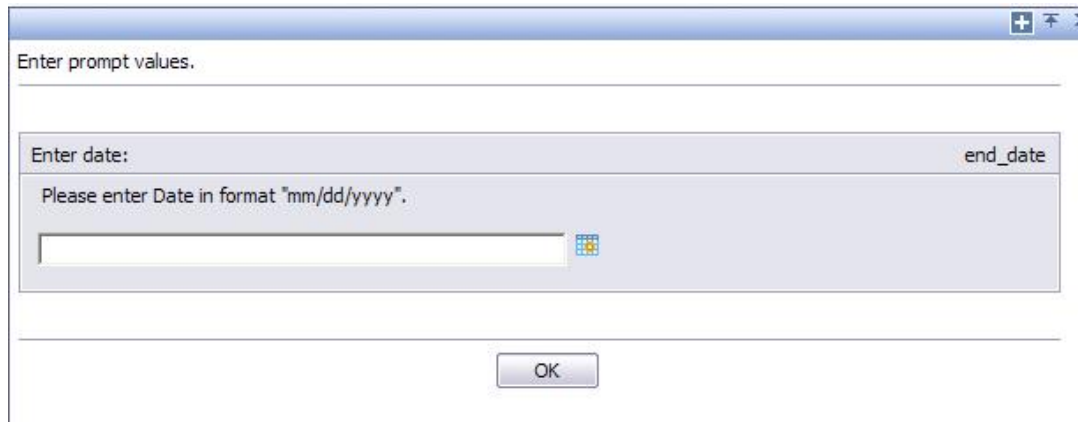 Enter prompt values.
Enter date: end_date
Please enter Date in format "mm/dd/yyyy".
OK